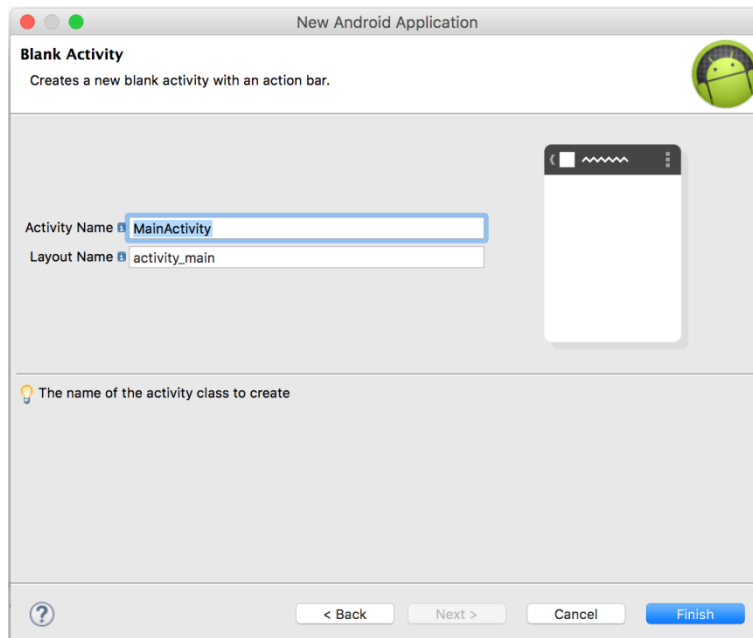 New Android Application
Blank Activity
Creates a new blank activity with an action bar.
Activity Name MainActivity
Layout Name activity_main
The name of the activity class to create
? < Back Next > Cancel Finish